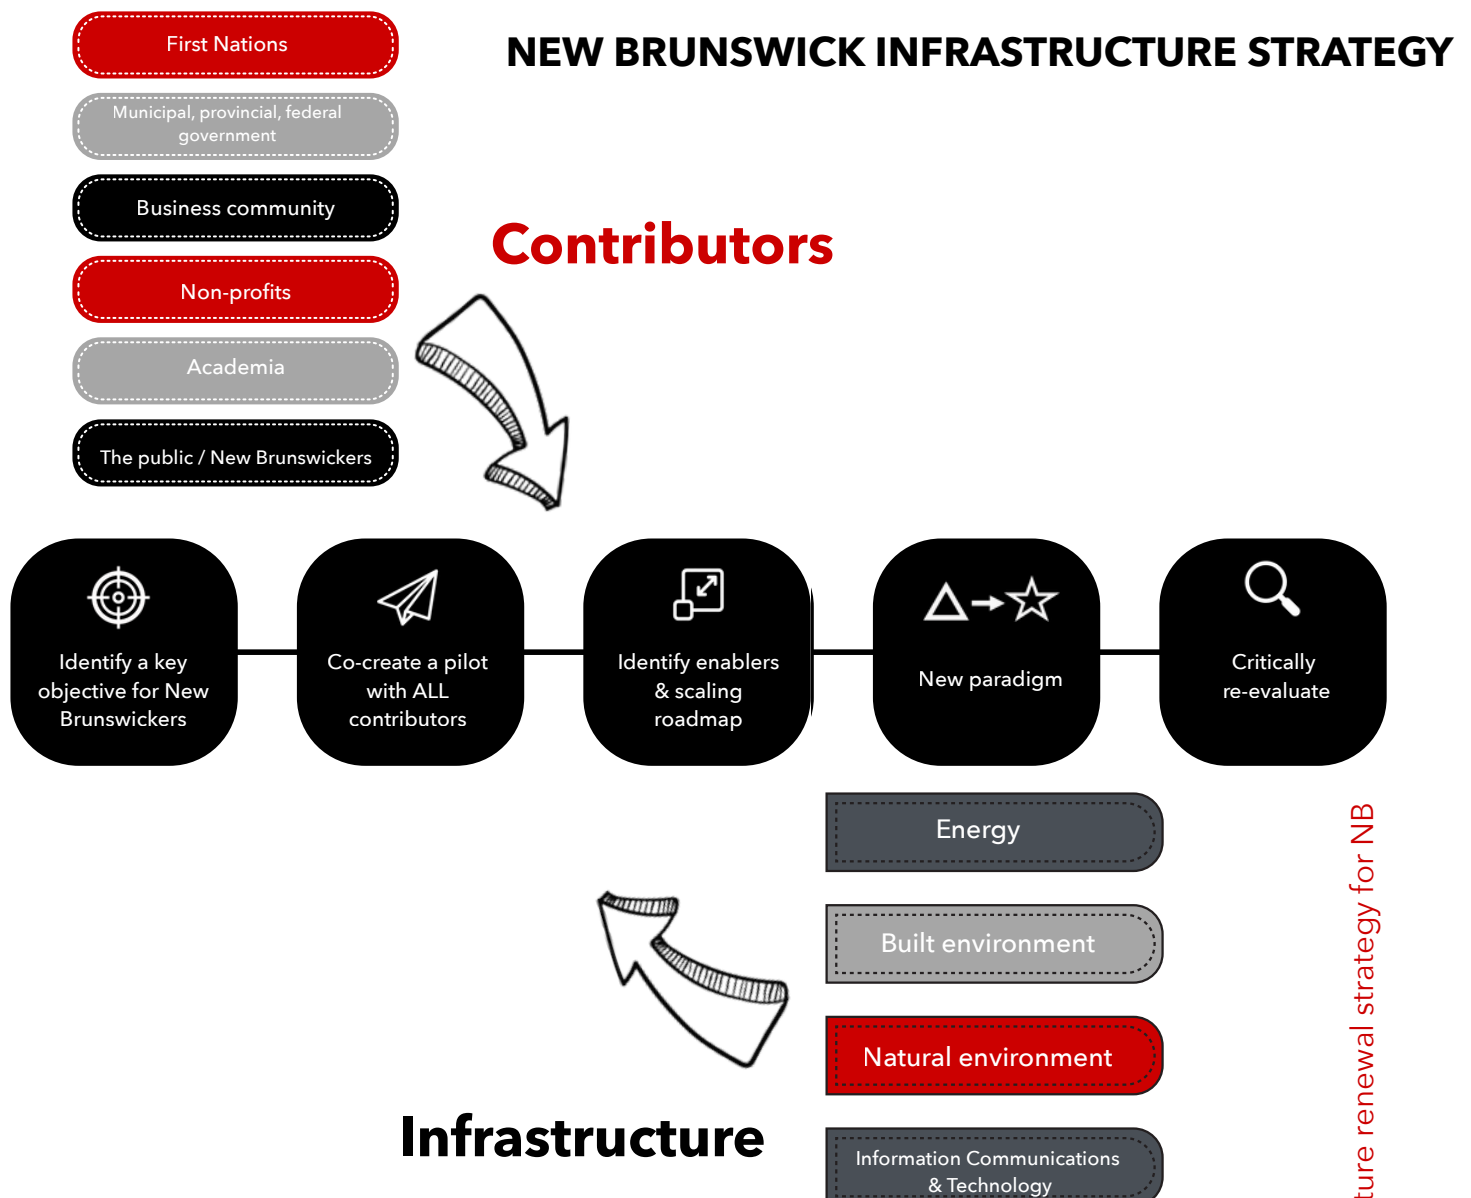 NEW BRUNSWICK INFRASTRUCTURE STRATEGY
First Nations
Municipal, provincial, federal
government
Business community
Non-profits
Academia
The public / New Brunswickers
Contributors
Identify a key
objective for New
Brunswickers
Co-create a pilot
with ALL
contributors
Identify enablers
& scaling
roadmap
New paradigm
Critically
re-evaluate
Energy
Built environment
Natural environment
Information Communications
& Technology
Infrastructure
renewal strategy for NB